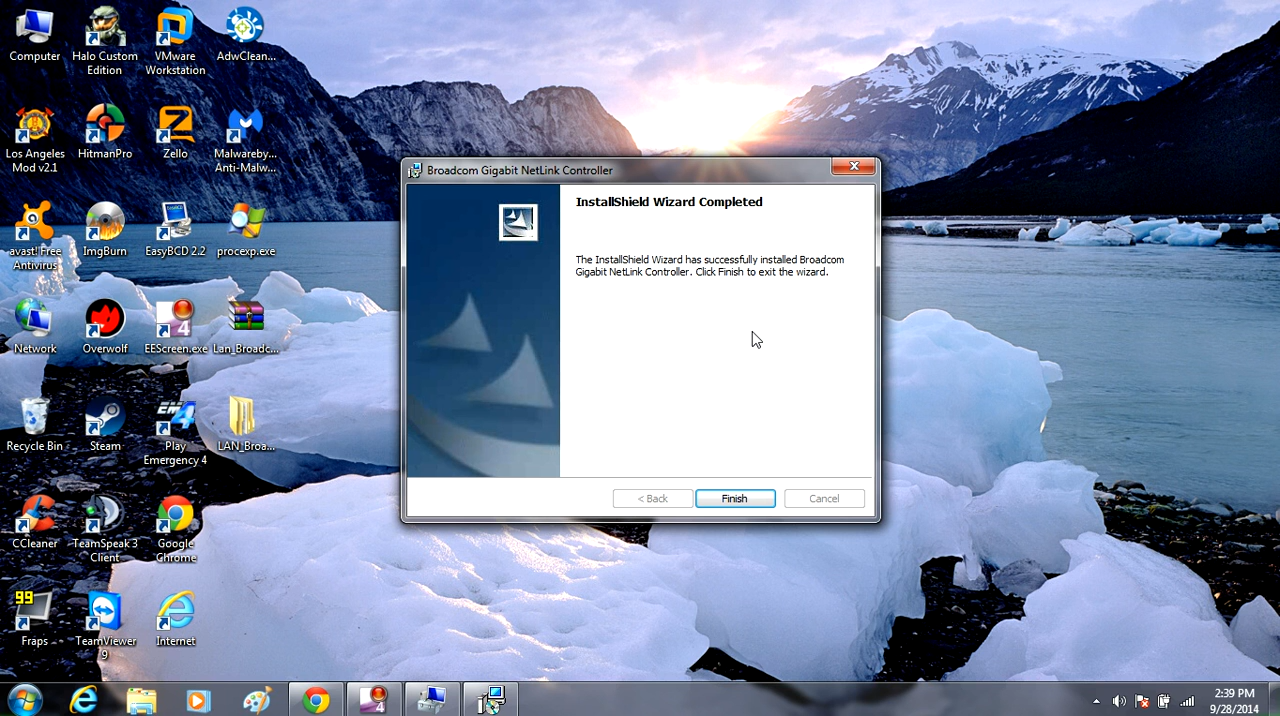 Computer
Halo Custom
Edition
VMware
Workstation
AdwClean...
Los Angeles
Mod v2.1
HitmanPro
Zello
Malwareby...
Anti-Malw...
avast! Free
Antivirus
ImgBurn
EasyBCD 2.2
procexp.exe
Network
Overwolf
EEScreen.exe
Lan_Broadc...
Recycle Bin
Steam
Play
Emergency 4
LAN_Broa...
CCleaner
TeamSpeak 3
Client
Google
Chrome
99
Fraps
TeamViewer
9
Internet
Broadcom Gigabit NetLink Controller
InstallShield Wizard Completed
The InstallShield Wizard has successfully installed Broadcom
Gigabit NetLink Controller. Click Finish to exit the wizard.
< Back
Finish
Cancel
2:39 PM
9/28/2014